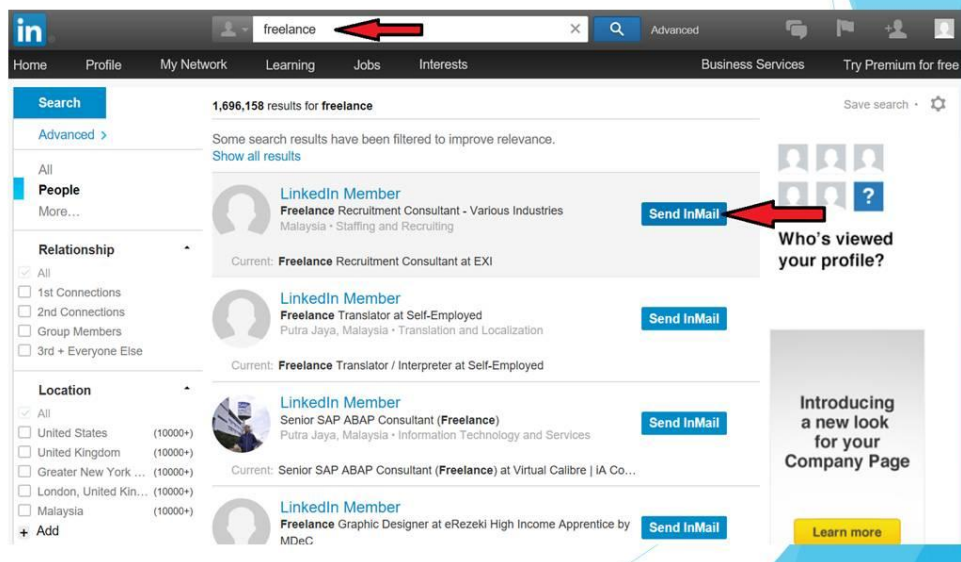 in
freelance
Advanced
Home Profile My Network Learning Jobs Interests Business Services Try Premium for free
Search
Advanced >
All
People
More...
Relationship
All
1st Connections
2nd Connections
Group Members
3rd + Everyone Else
Location
All
United States (10000+)
United Kingdom (10000+)
Greater New York ... (10000+)
London, United Kin... (10000+)
Malaysia (10000+)
+ Add
1,696,158 results for freelance
Some search results have been filtered to improve relevance.
Show all results
LinkedIn Member
Freelance Recruitment Consultant - Various Industries
Malaysia • Staffing and Recruiting
Send InMail
Current: Freelance Recruitment Consultant at EXI
LinkedIn Member
Freelance Translator at Self-Employed
Putra Jaya, Malaysia • Translation and Localization
Send InMail
Current: Freelance Translator / Interpreter at Self-Employed
LinkedIn Member
Senior SAP ABAP Consultant (Freelance)
Putra Jaya, Malaysia • Information Technology and Services
Send InMail
Current: Senior SAP ABAP Consultant (Freelance) at Virtual Calibre | iA Co...
LinkedIn Member
Freelance Graphic Designer at eRezeki High Income Apprentice by
MDeC
Send InMail
Save search •
?
Who's viewed
your profile?
Introducing
a new look
for your
Company Page
Learn more